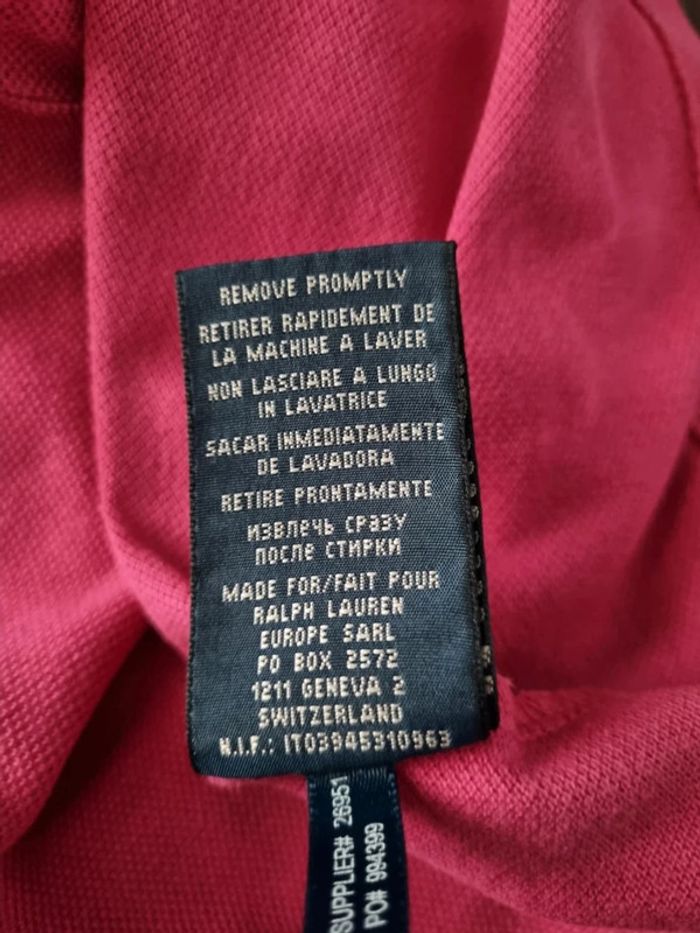 REMOVE PROMPTLY
RETIRER RAPIDEMENT DE
LA MACHINE A LAVER
NON LASCIARE A LUNGO
IN LAVATRICE
SACAR INMEDIATAMENTE
DE LAVADORA
RETIRE PRONTAMENTE
ИЗВЛЕЧЬ СРАЗУ
ПОСЛЕ СТИРКИ
MADE FOR/FAIT POUR
RALPH LAUREN
EUROPE SARL
PO BOX 2572
1211 GENEVA 2
SWITZERLAND
N.I.F.: IT03945310963
SUPPLIER# 26951
PO# 994399